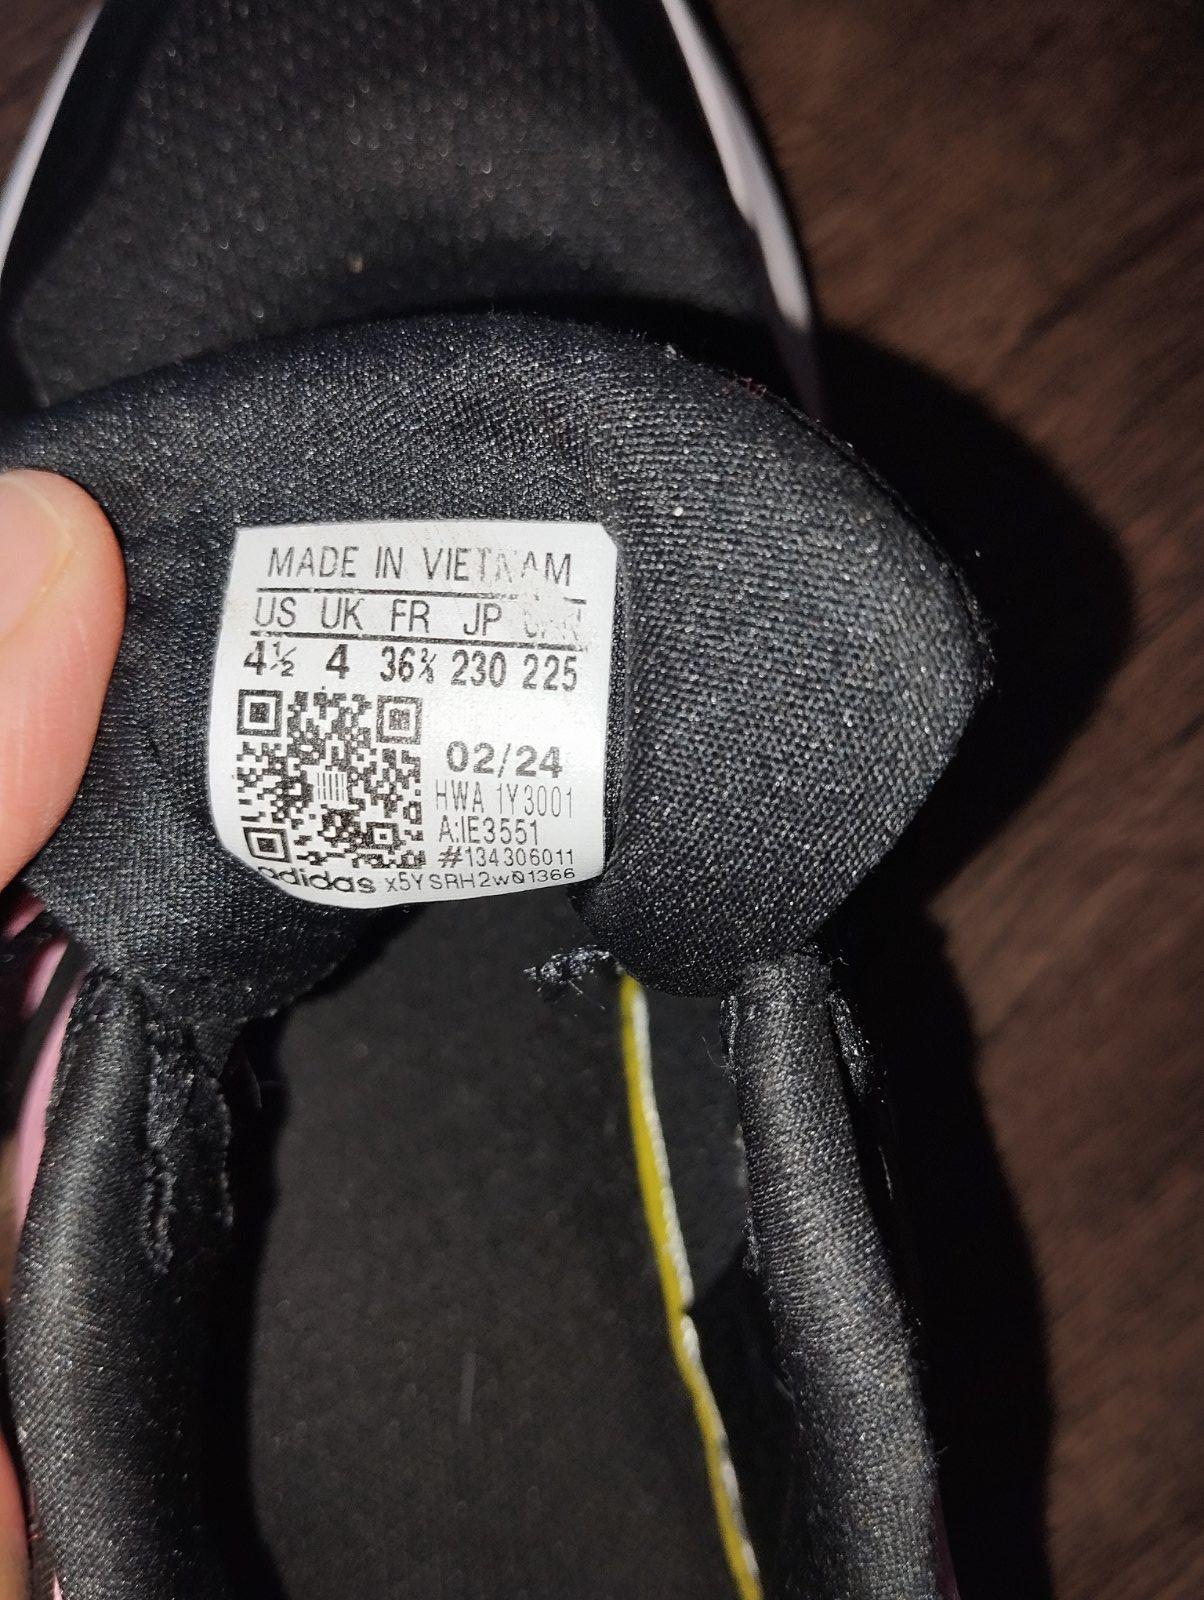 MADE IN VIETNAM
US UK FR JP
4½ 4 36⅔ 230 225
02/24
HWA 1Y3001
A:IE3551
#134306011
adidas x5YSRH2w01366